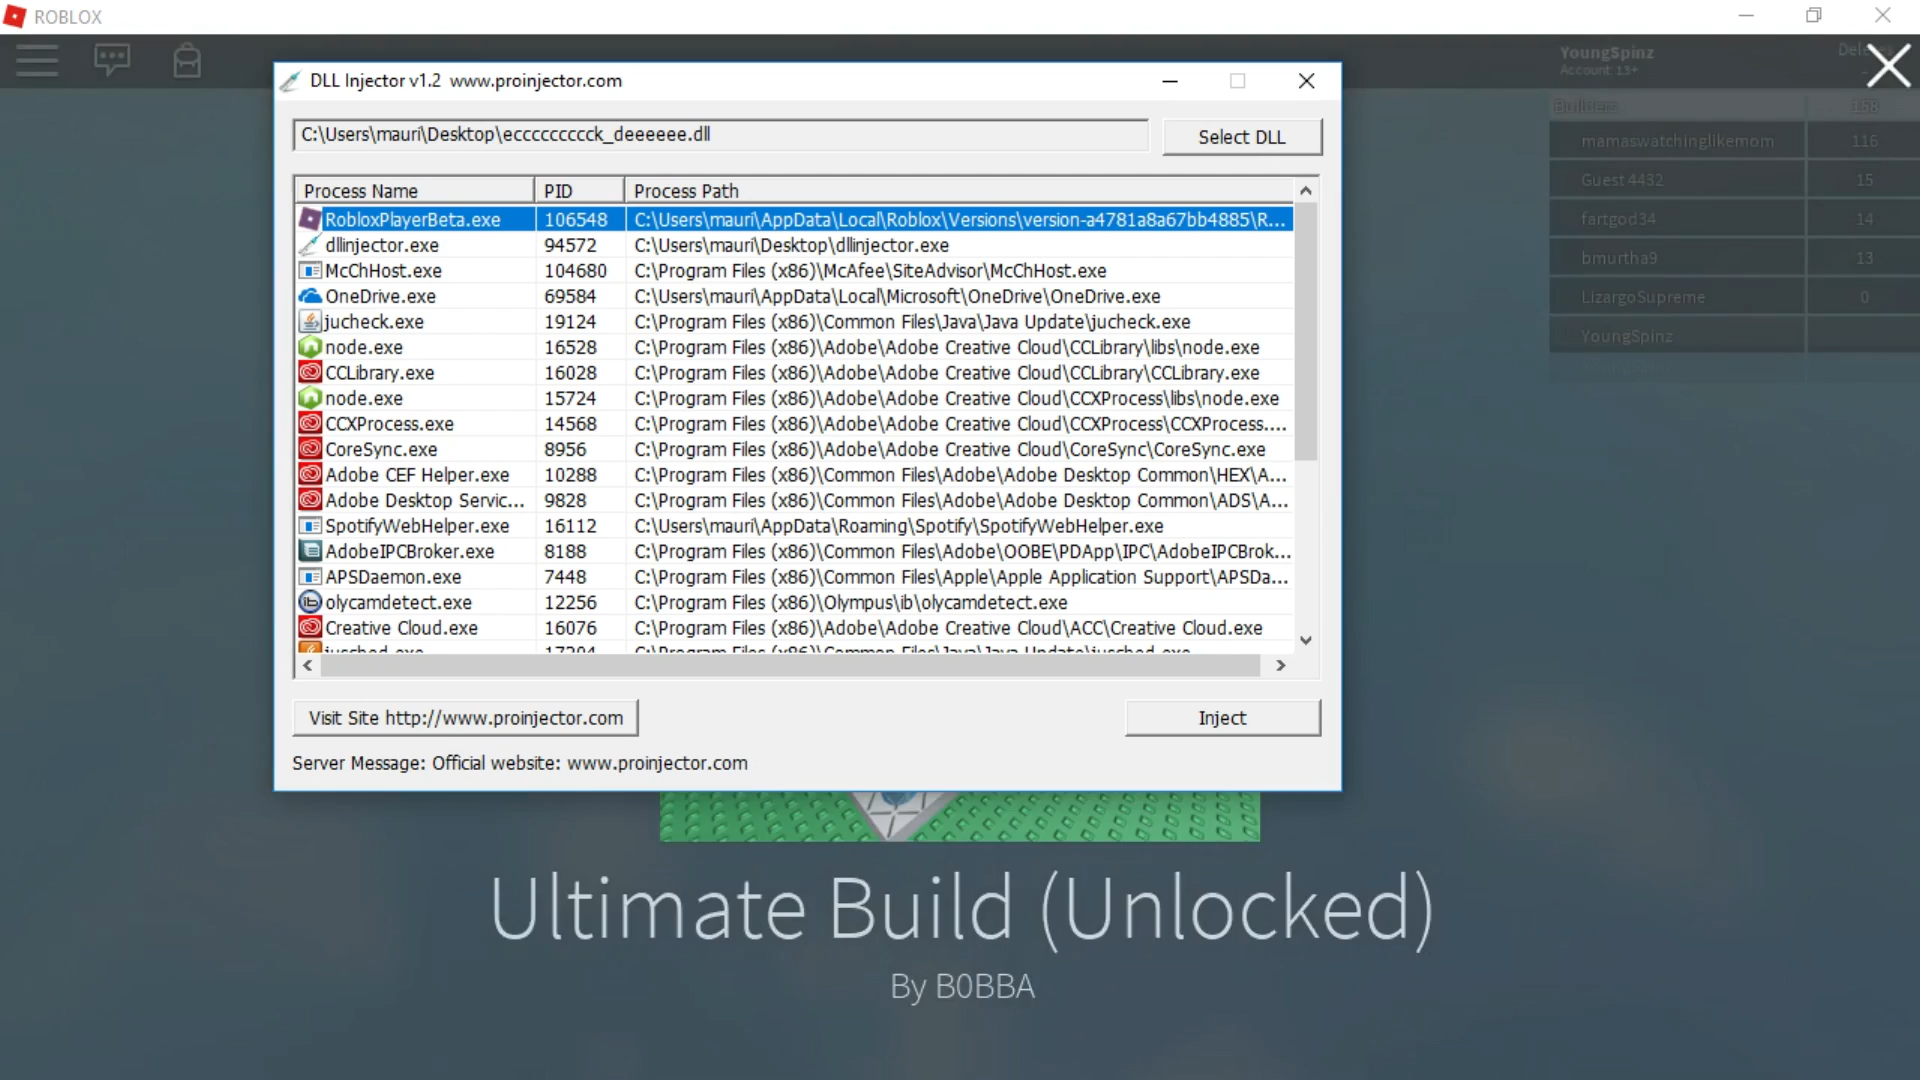 ROBLOX
YoungSpinz
Account: 13+
Builders 158
mamaswatchinglikemom 116
Guest 4432 15
fartgod34 14
bmurtha9 13
LizargoSupreme 0
YoungSpinz
DLL Injector v1.2 www.proinjector.com
Select DLL
Process Name PID Process Path
RobloxPlayerBeta.exe 106548 C:\Users\mauri\AppData\Local\Roblox\Versions\version-a4781a8a67bb4885\R...
dllinjector.exe 94572 C:\Users\mauri\Desktop\dllinjector.exe
McChHost.exe 104680 C:\Program Files (x86)\McAfee\SiteAdvisor\McChHost.exe
OneDrive.exe 69584 C:\Users\mauri\AppData\Local\Microsoft\OneDrive\OneDrive.exe
jucheck.exe 19124 C:\Program Files (x86)\Common Files\Java\Java Update\jucheck.exe
node.exe 16528 C:\Program Files (x86)\Adobe\Adobe Creative Cloud\CCLibrary\libs\node.exe
CCLibrary.exe 16028 C:\Program Files (x86)\Adobe\Adobe Creative Cloud\CCLibrary\CCLibrary.exe
node.exe 15724 C:\Program Files (x86)\Adobe\Adobe Creative Cloud\CCXProcess\libs\node.exe
CCXProcess.exe 14568 C:\Program Files (x86)\Adobe\Adobe Creative Cloud\CCXProcess\CCXProcess....
CoreSync.exe 8956 C:\Program Files (x86)\Adobe\Adobe Creative Cloud\CoreSync\CoreSync.exe
Adobe CEF Helper.exe 10288 C:\Program Files (x86)\Common Files\Adobe\Adobe Desktop Common\HEX\A...
Adobe Desktop Servic... 9828 C:\Program Files (x86)\Common Files\Adobe\Adobe Desktop Common\ADS\A...
SpotifyWebHelper.exe 16112 C:\Users\mauri\AppData\Roaming\Spotify\SpotifyWebHelper.exe
AdobeIPCBroker.exe 8188 C:\Program Files (x86)\Common Files\Adobe\OOBE\PDApp\IPC\AdobeIPCBrok...
APSDaemon.exe 7448 C:\Program Files (x86)\Common Files\Apple\Apple Application Support\APSDa...
olycamdetect.exe 12256 C:\Program Files (x86)\Olympus\ib\olycamdetect.exe
Creative Cloud.exe 16076 C:\Program Files (x86)\Adobe\Adobe Creative Cloud\ACC\Creative Cloud.exe
Visit Site http://www.proinjector.com
Inject
Server Message: Official website: www.proinjector.com
Ultimate Build (Unlocked)
By B0BBA